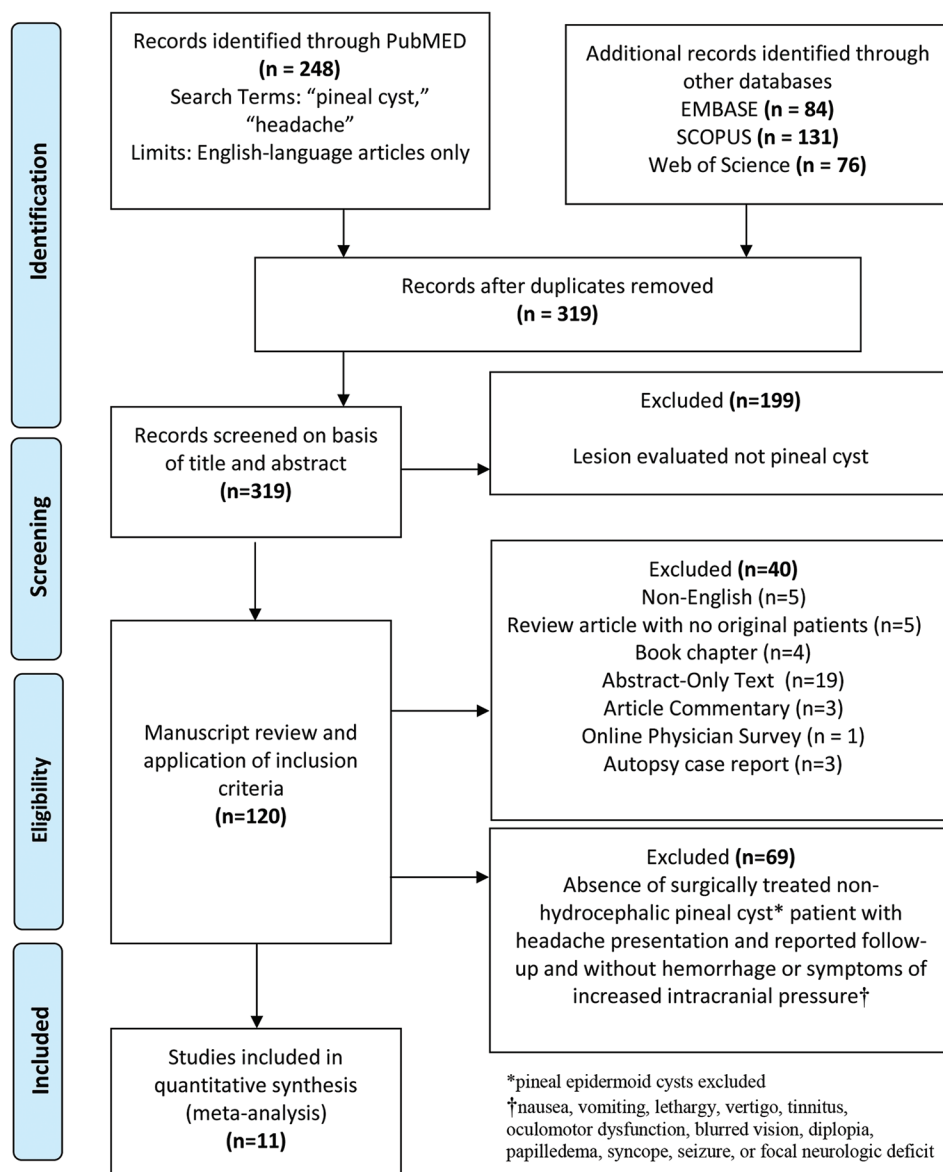 Identification
Records identified through PubMED
(n = 248)
Search Terms: “pineal cyst,”
“headache”
Limits: English-language articles only
Additional records identified through
other databases
EMBASE (n = 84)
SCOPUS (n = 131)
Web of Science (n = 76)
Records after duplicates removed
(n = 319)
Screening
Records screened on basis
of title and abstract
(n=319)
Excluded (n=199)
Lesion evaluated not pineal cyst
Eligibility
Manuscript review and
application of inclusion
criteria
(n=120)
Excluded (n=40)
Non-English (n=5)
Review article with no original patients (n=5)
Book chapter (n=4)
Abstract-Only Text (n=19)
Article Commentary (n=3)
Online Physician Survey (n = 1)
Autopsy case report (n=3)
Excluded (n=69)
Absence of surgically treated non-
hydrocephalic pineal cyst* patient with
headache presentation and reported follow-
up and without hemorrhage or symptoms of
increased intracranial pressure†
Included
Studies included in
quantitative synthesis
(meta-analysis)
(n=11)
*pineal epidermoid cysts excluded
†nausea, vomiting, lethargy, vertigo, tinnitus,
oculomotor dysfunction, blurred vision, diplopia,
papilledema, syncope, seizure, or focal neurologic deficit